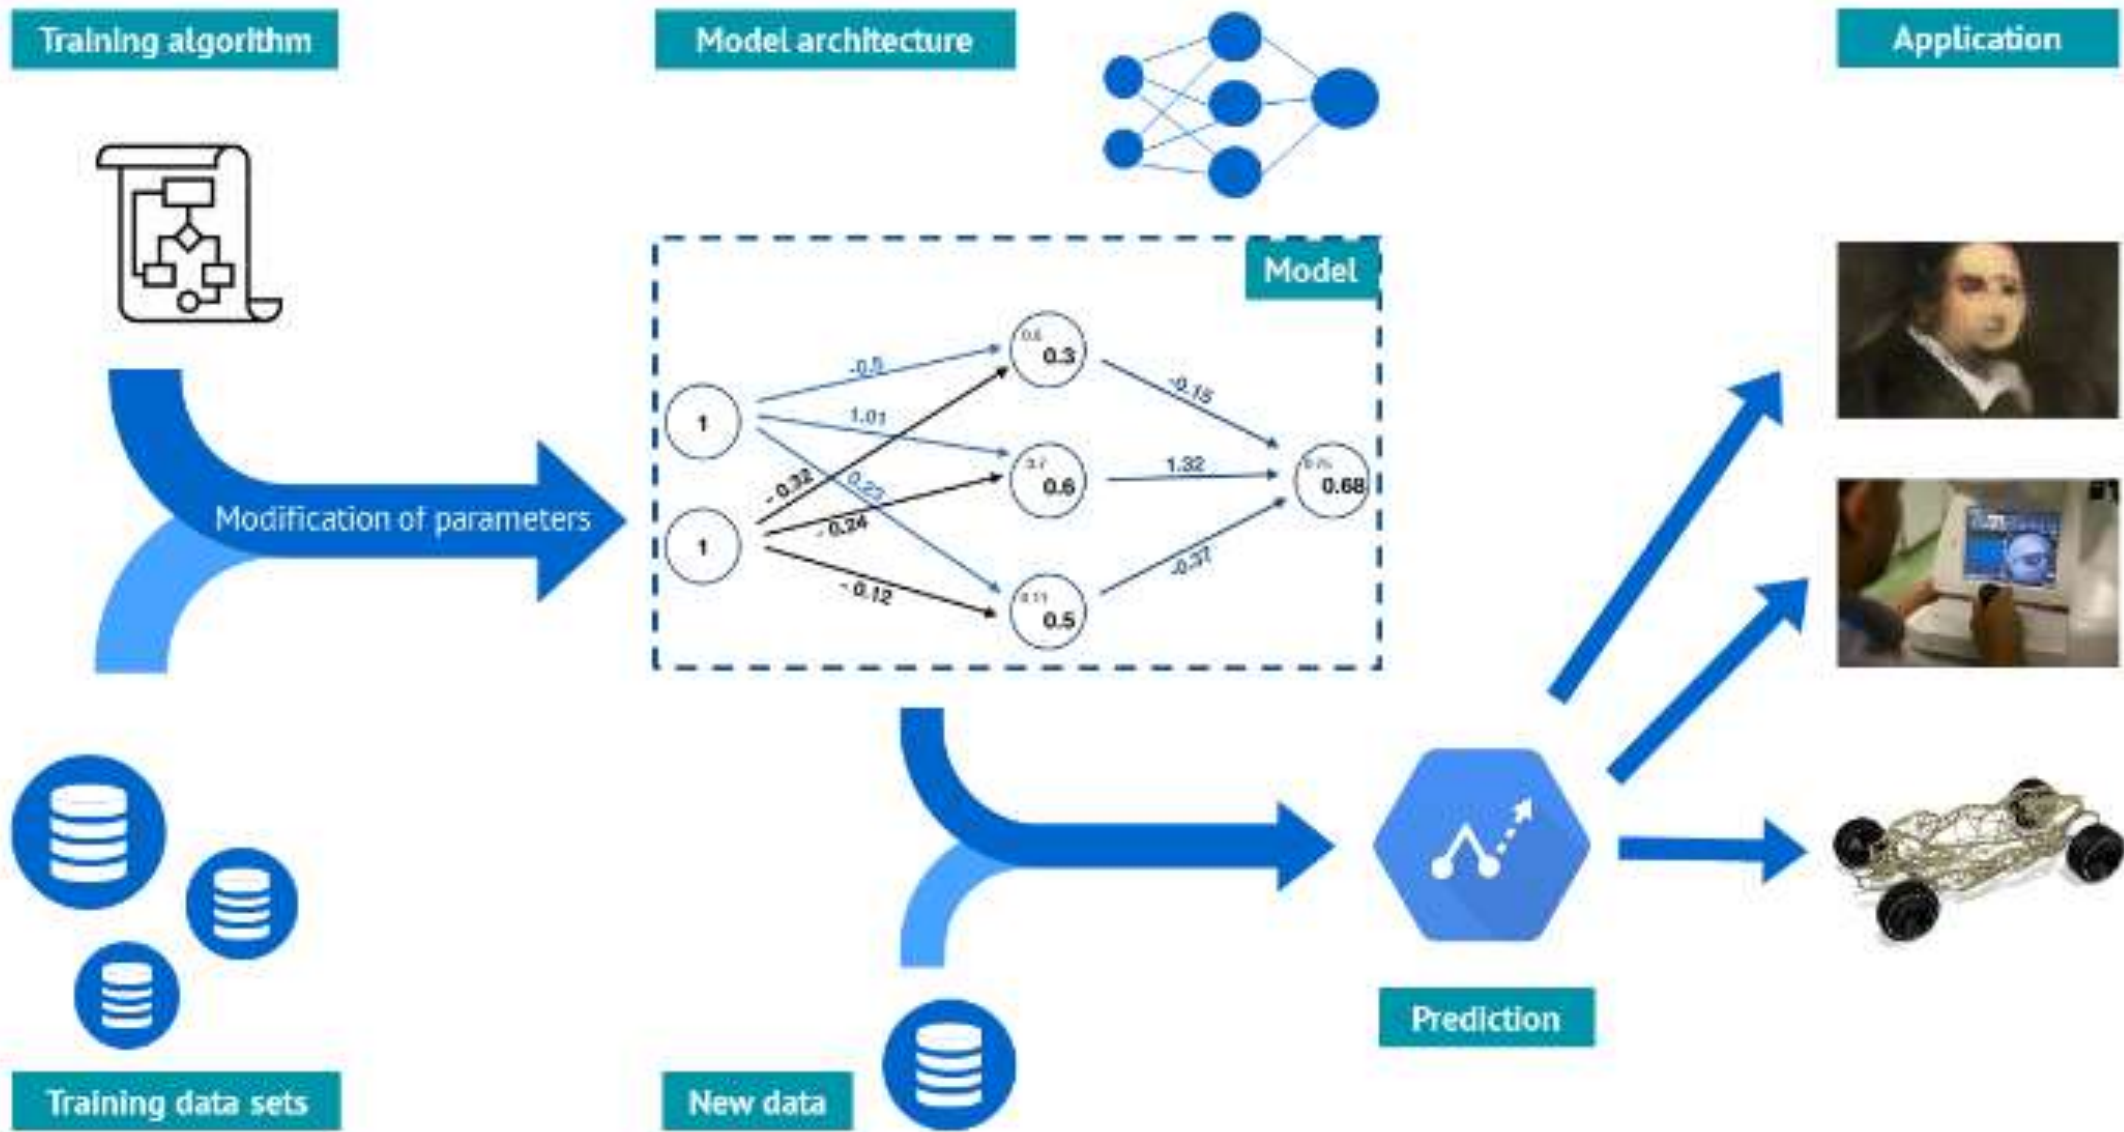 Training algorithm
Model architecture
Application
Model
-0.5
1.01
0.23
- 0.32
- 0.24
- 0.12
1
1
0.3
0.6
0.5
-0.15
1.32
-0.37
0.68
Modification of parameters
Prediction
Training data sets
New data